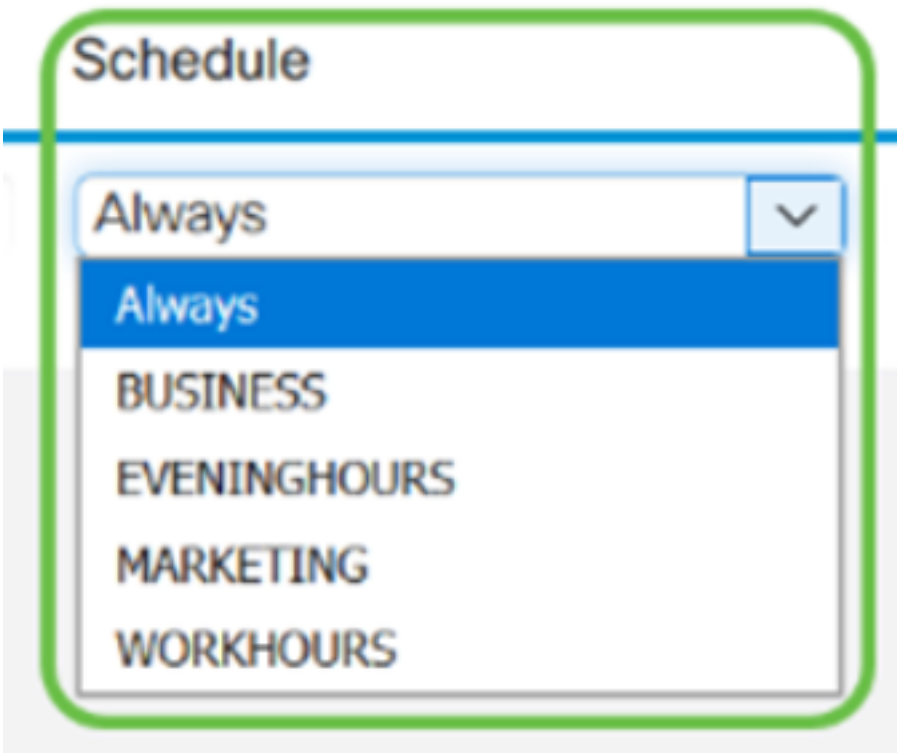 Schedule
Always
Always
BUSINESS
EVENINGHOURS
MARKETING
WORKHOURS